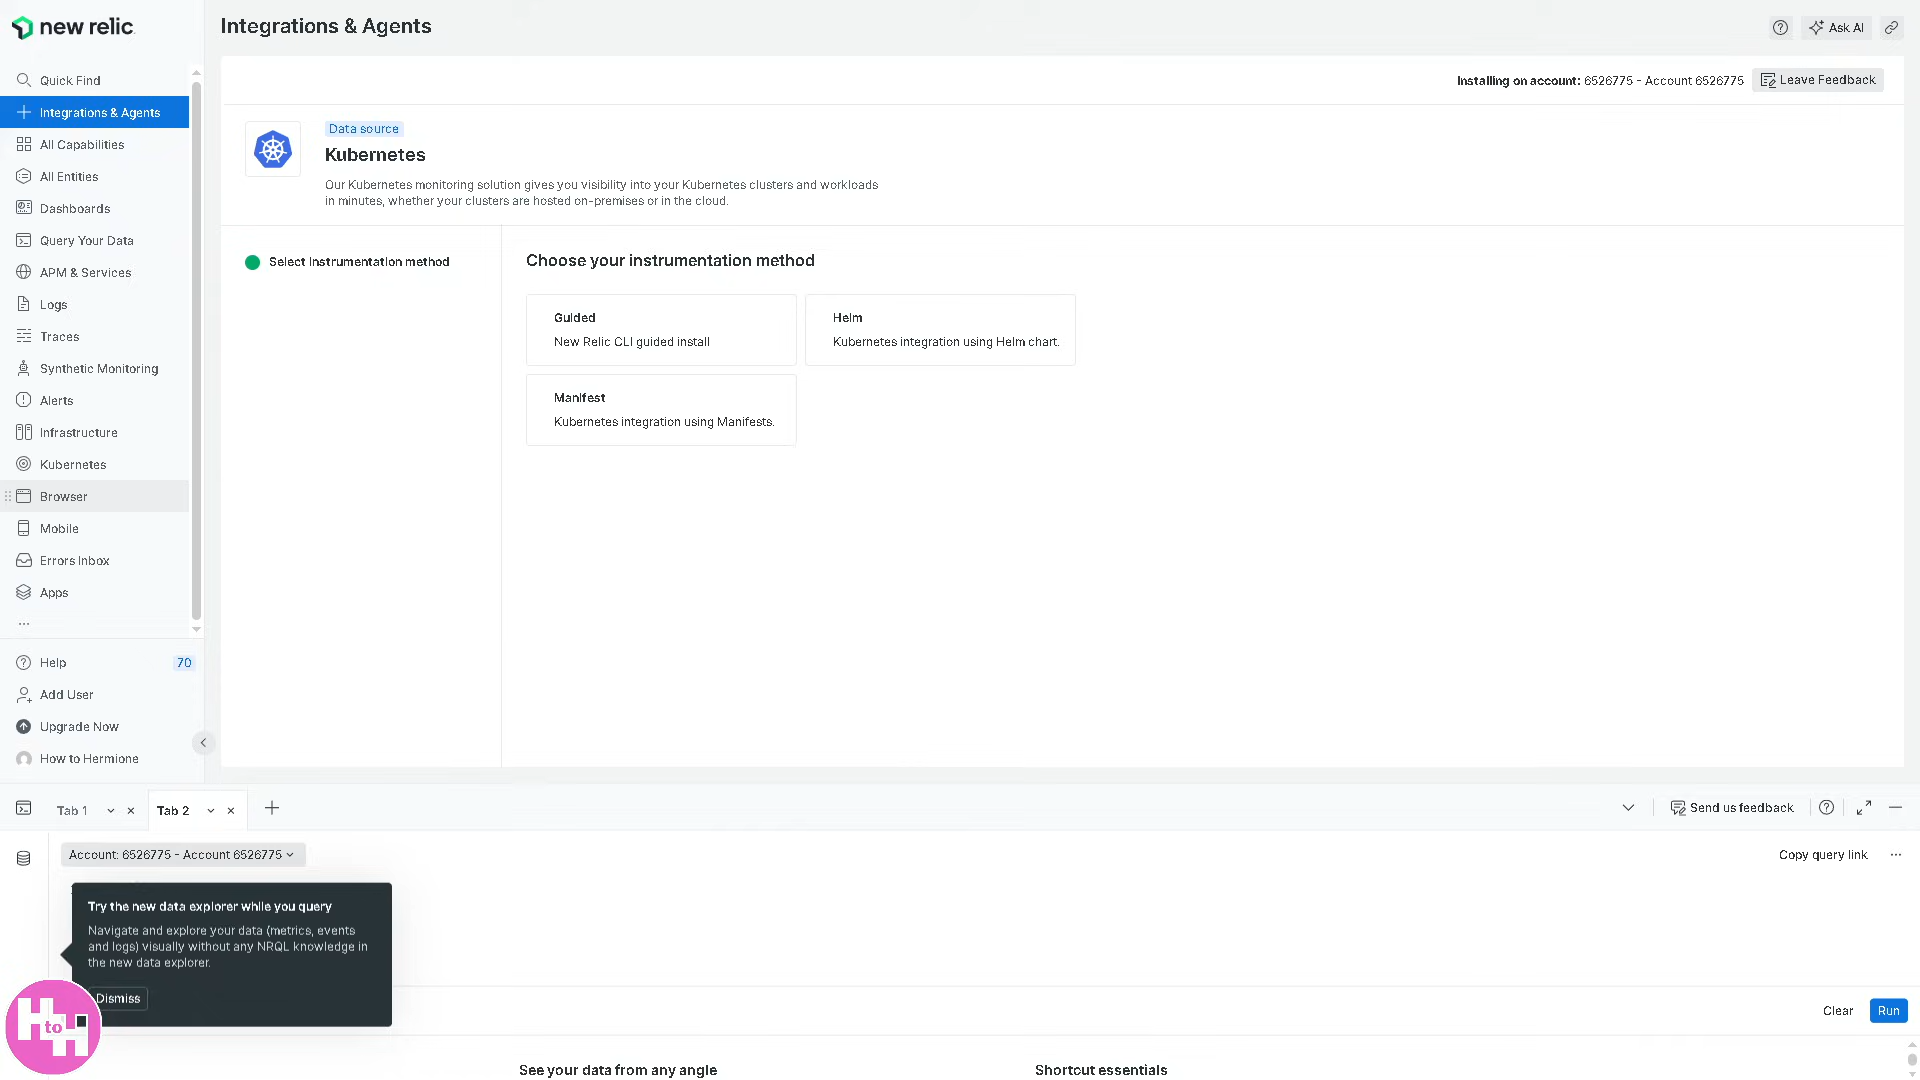 new relic
Integrations & Agents
Ask AI
Quick Find
Integrations & Agents
All Capabilities
All Entities
Dashboards
Query Your Data
APM & Services
Logs
Traces
Synthetic Monitoring
Alerts
Infrastructure
Kubernetes
Browser
Mobile
Errors Inbox
Apps
...
Help 70
Add User
Upgrade Now
How to Hermione
Installing on account: 6526775 - Account 6526775
Leave Feedback
Data source
Kubernetes
Our Kubernetes monitoring solution gives you visibility into your Kubernetes clusters and workloads
in minutes, whether your clusters are hosted on-premises or in the cloud.
Select instrumentation method
Choose your instrumentation method
Guided
New Relic CLI guided install
Helm
Kubernetes integration using Helm chart.
Manifest
Kubernetes integration using Manifests.
Tab 1
Tab 2
Send us feedback
Account: 6526775 - Account 6526775
Copy query link
...
Try the new data explorer while you query
Navigate and explore your data (metrics, events
and logs) visually without any NRQL knowledge in
the new data explorer.
Dismiss
H to H
Clear
Run
See your data from any angle
Shortcut essentials